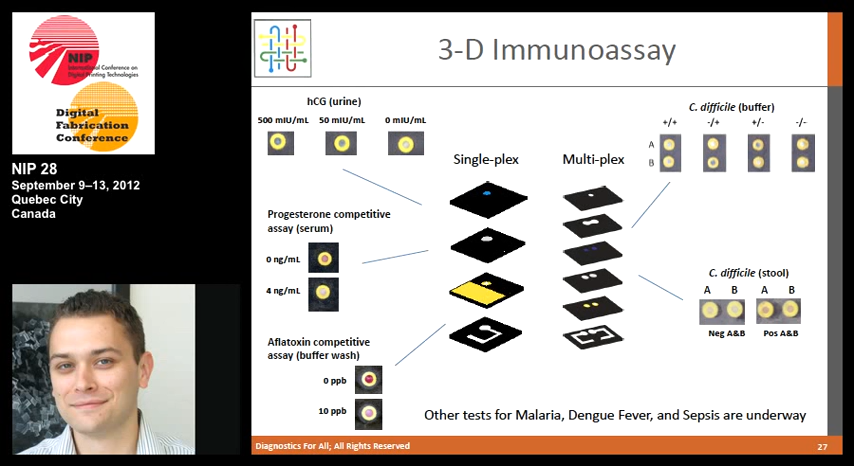 NIP
International Conference on
Digital Printing Technologies
Digital
Fabrication
Conference
NIP 28
September 9–13, 2012
Quebec City
Canada
3-D Immunoassay
hCG (urine)
500 mIU/mL 50 mIU/mL 0 mIU/mL
Progesterone competitive
assay (serum)
0 ng/mL
4 ng/mL
Aflatoxin competitive
assay (buffer wash)
0 ppb
10 ppb
Single-plex
Multi-plex
C. difficile (buffer)
+/+ -/+ +/- -/-
A
B
C. difficile (stool)
A B A B
Neg A&B Pos A&B
Other tests for Malaria, Dengue Fever, and Sepsis are underway
Diagnostics For All; All Rights Reserved
27